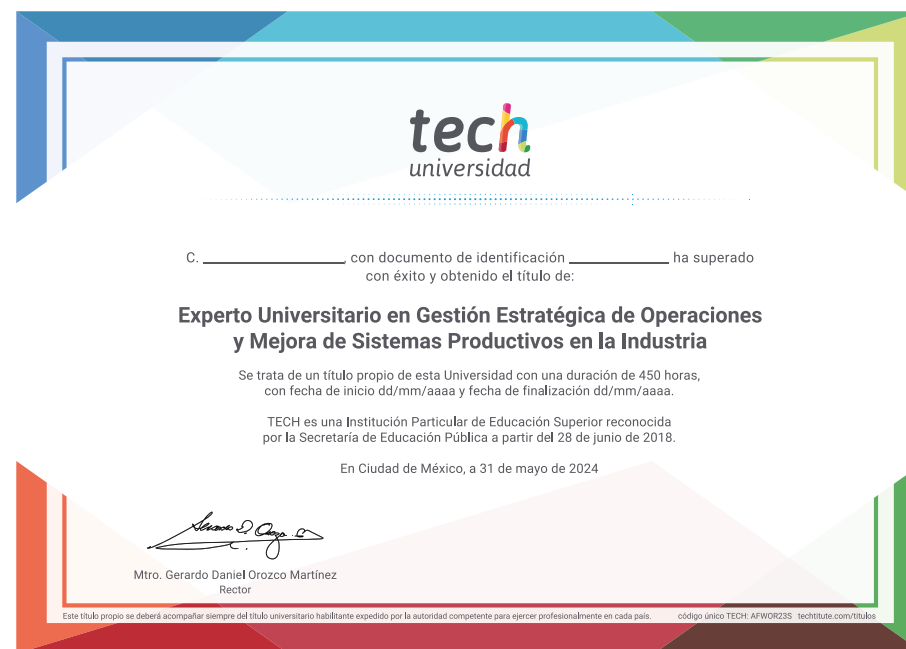 tech
universidad
C. ____________, con documento de identificación ____________ ha superado
con éxito y obtenido el título de:
Experto Universitario en Gestión Estratégica de Operaciones
y Mejora de Sistemas Productivos en la Industria
Se trata de un título propio de esta Universidad con una duración de 450 horas,
con fecha de inicio dd/mm/aaaa y fecha de finalización dd/mm/aaaa.
TECH es una Institución Particular de Educación Superior reconocida
por la Secretaría de Educación Pública a partir del 28 de junio de 2018.
En Ciudad de México, a 31 de mayo de 2024
Mtro. Gerardo Daniel Orozco Martínez
Rector
Este título propio se deberá acompañar siempre del título universitario habilitante expedido por la autoridad competente para ejercer profesionalmente en cada país. código único TECH: AFWOR23S techtitute.com/titulos